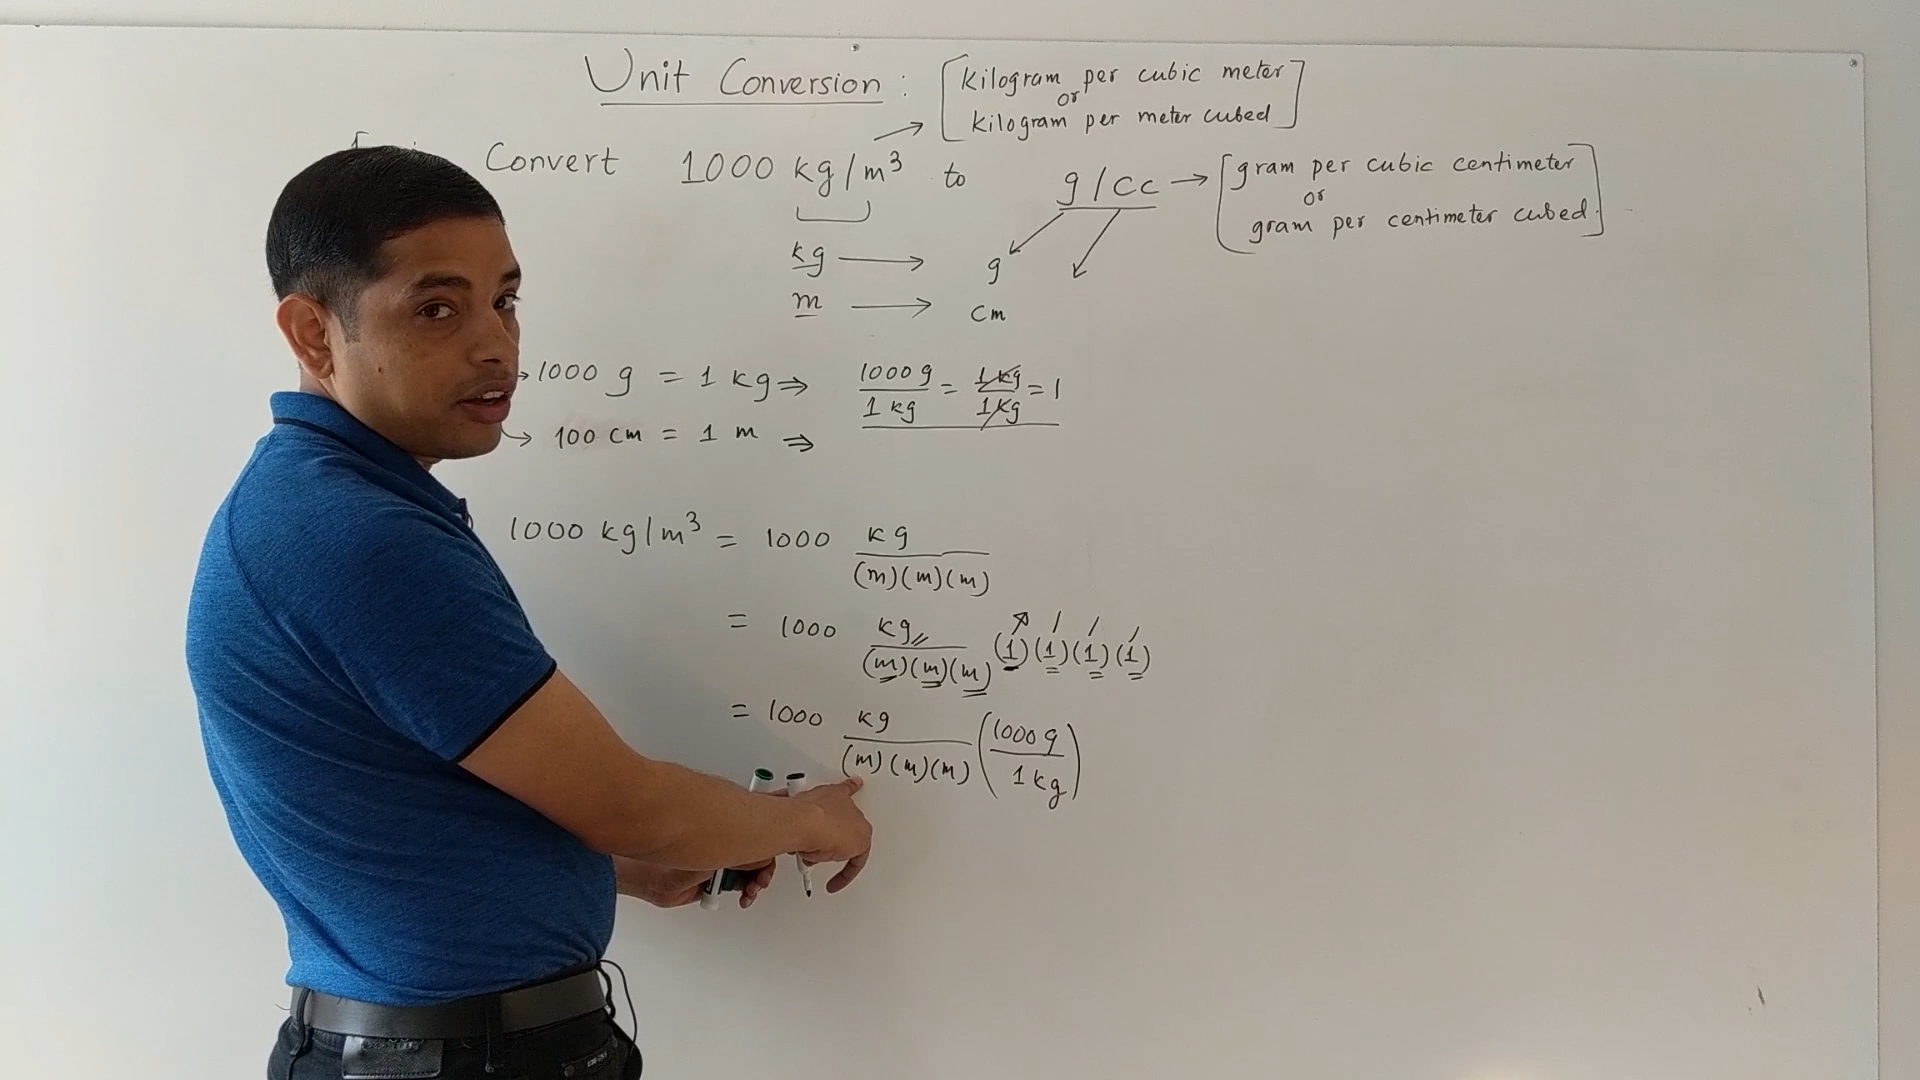 Unit Conversion :
[kilogram per cubic meter
or
kilogram per meter cubed]
Convert 1000 kg/m³ to g/cc → [gram per cubic centimeter
or
gram per centimeter cubed.]
kg → g
m → cm
→ 1000 g = 1 kg ⇒ 1000 g / 1 kg = 1 kg / 1 kg = 1
→ 100 cm = 1 m ⇒
1000 kg/m³ = 1000 kg / (m)(m)(m)
= 1000 kg / (m)(m)(m) (1)(1)(1)(1)
= 1000 kg / (m)(m)(m) (1000 g / 1 kg)